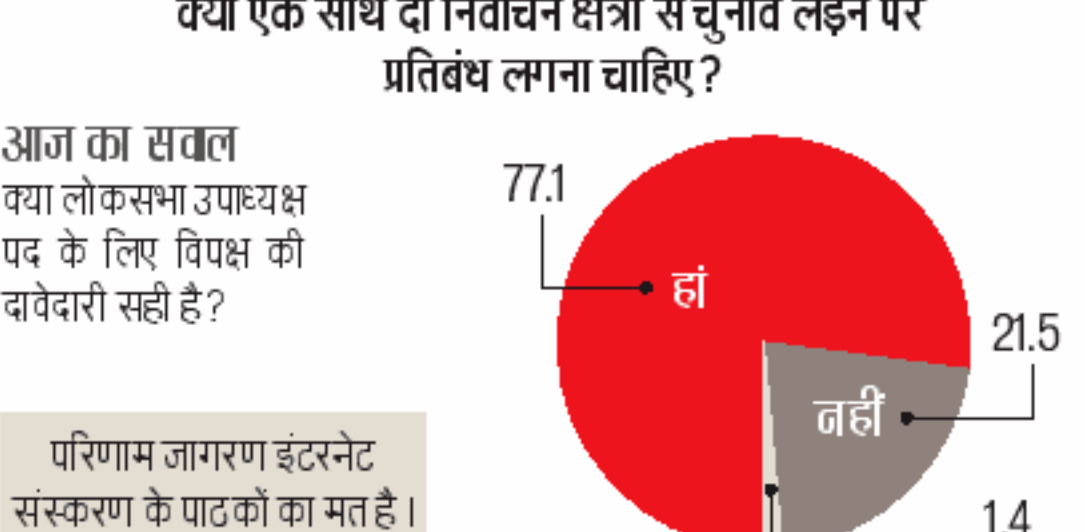 क्या एक साथ दो निर्वाचन क्षेत्रों से चुनाव लड़ने पर
प्रतिबंध लगना चाहिए?
आज का सवाल
क्या लोकसभा उपाध्यक्ष
पद के लिए विपक्ष की
दावेदारी सही है?
परिणाम जागरण इंटरनेट
संस्करण के पाठकों का मत है।
77.1
हां
21.5
नहीं
1.4